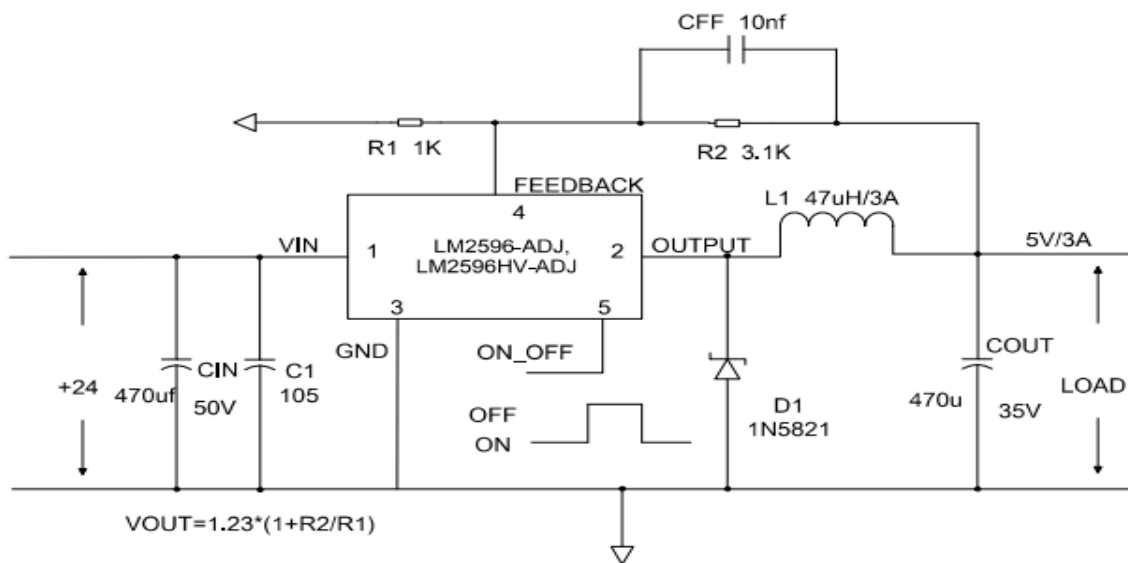 CFF 10nf
R1 1K
R2 3.1K
FEEDBACK
4
L1 47uH/3A
VIN
1
LM2596-ADJ,
LM2596HV-ADJ
2
OUTPUT
5V/3A
3
5
GND
ON_OFF
+24
470uf
CIN
50V
C1
105
OFF
ON
D1
1N5821
COUT
470u
35V
LOAD
VOUT=1.23*(1+R2/R1)